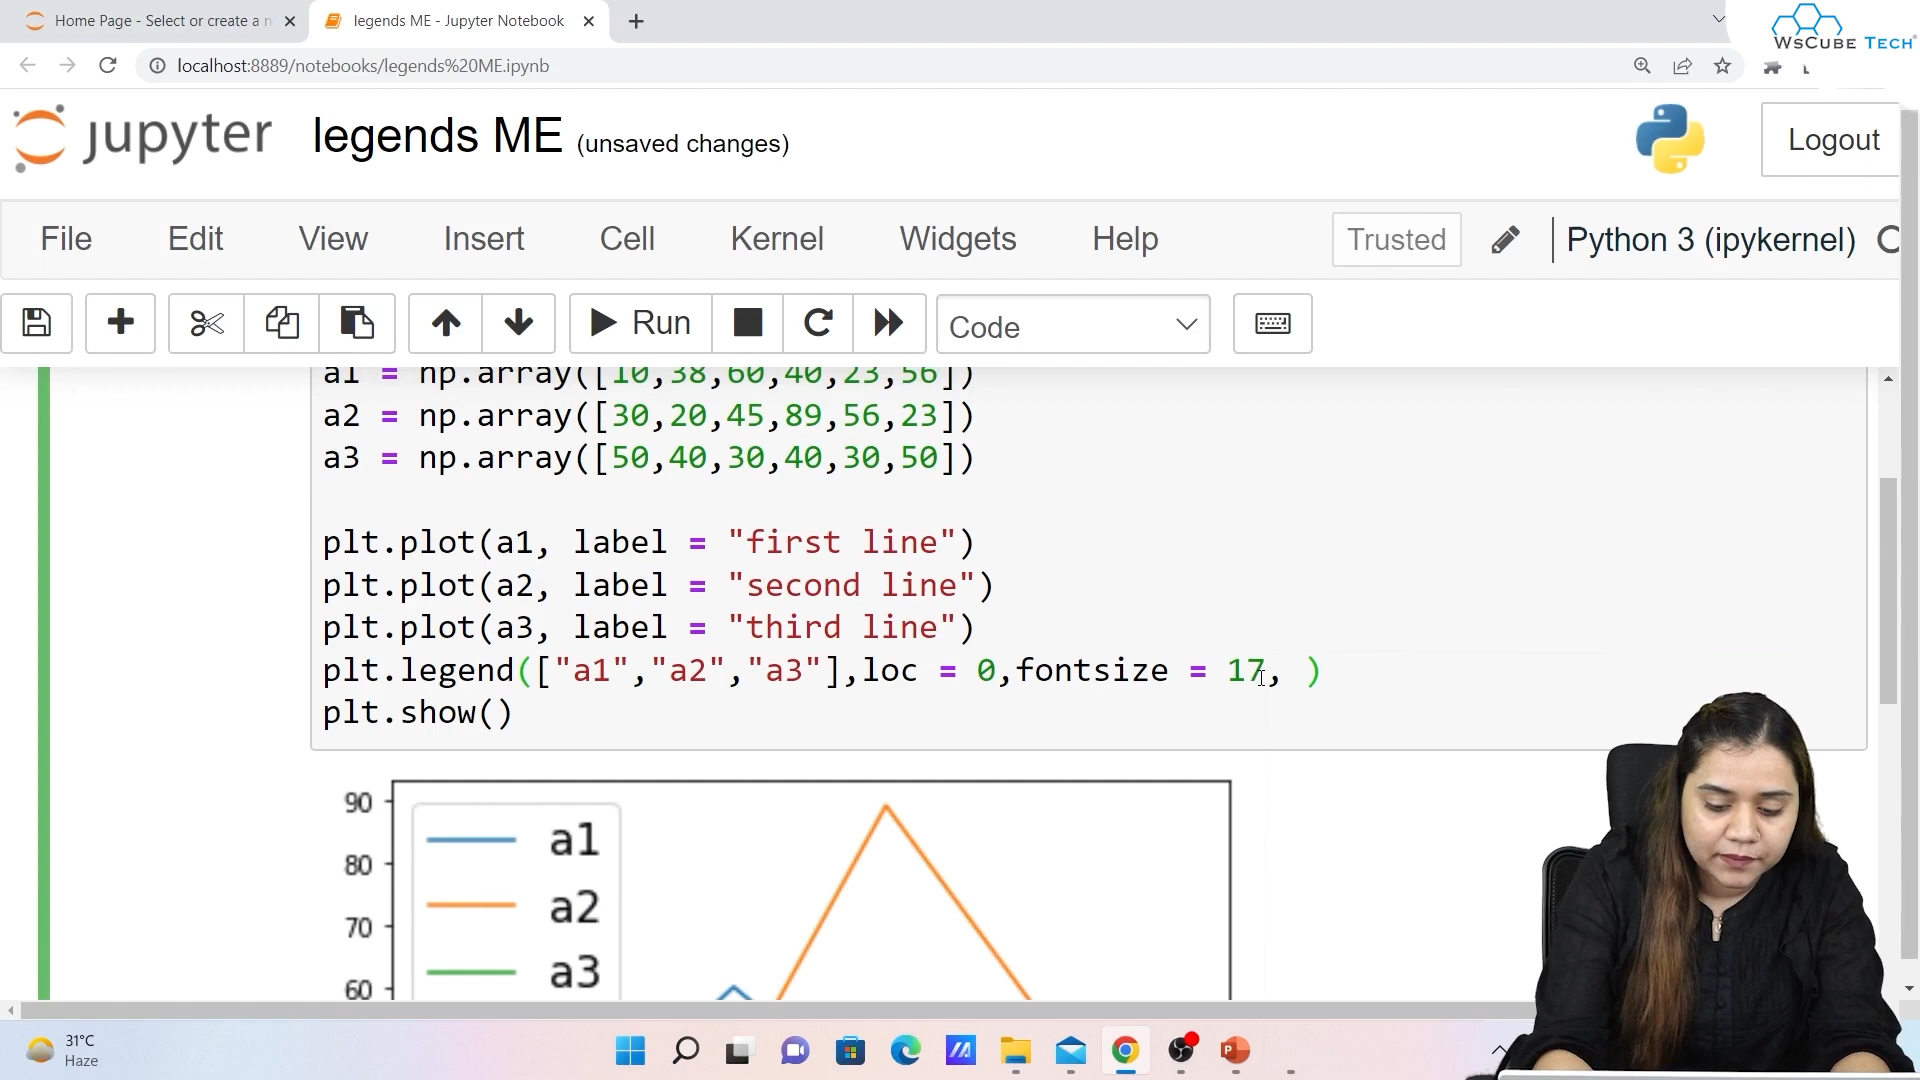 Home Page - Select or create a n
legends ME - Jupyter Notebook
WsCube Tech
localhost:8889/notebooks/legends%20ME.ipynb
jupyter legends ME (unsaved changes)
Logout
File Edit View Insert Cell Kernel Widgets Help
Trusted
Python 3 (ipykernel)
Run
Code
a1 = np.array([10,38,60,40,23,56])
a2 = np.array([30,20,45,89,56,23])
a3 = np.array([50,40,30,40,30,50])
plt.plot(a1, label = "first line")
plt.plot(a2, label = "second line")
plt.plot(a3, label = "third line")
plt.legend(["a1","a2","a3"],loc = 0,fontsize = 17, )
plt.show()
90
80
70
60
a1
a2
a3
31°C
Haze